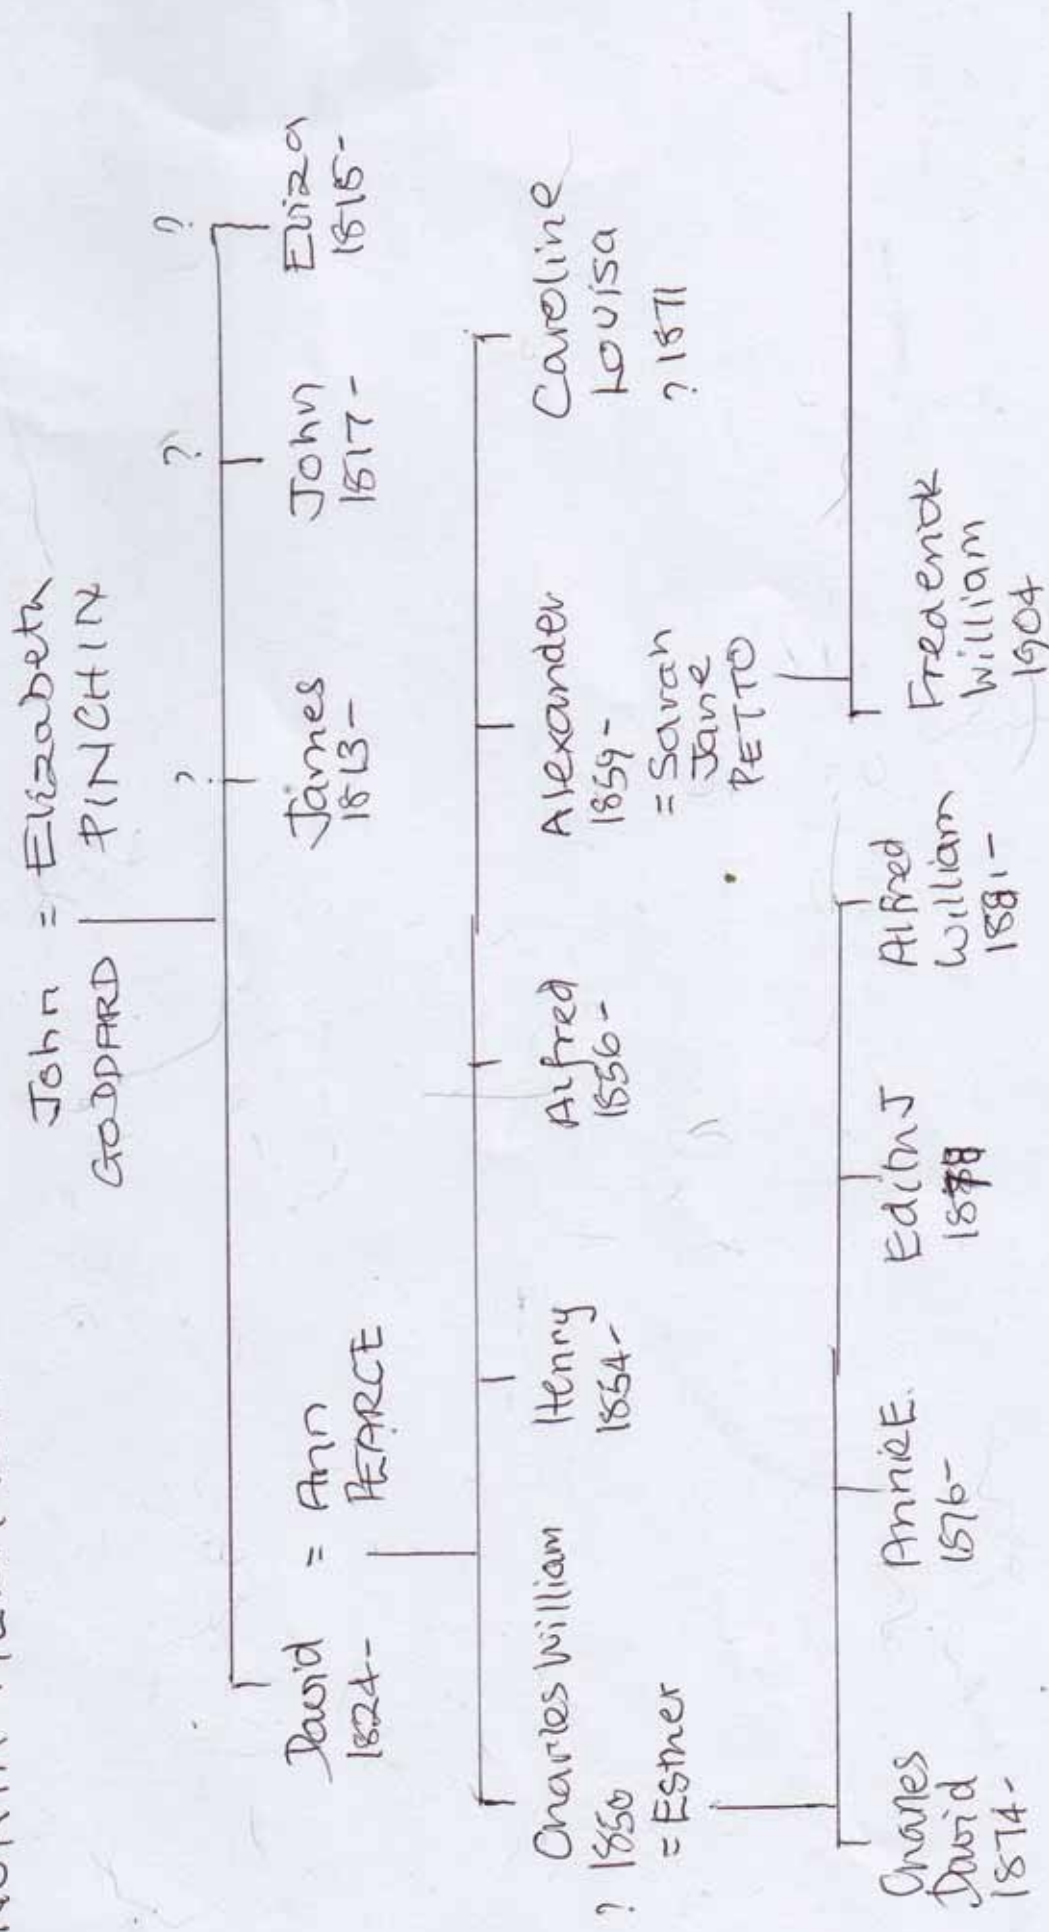 John = Elizabeth
GODDARD PINCHIN
? ? ?
David = Ann James John Eliza
1824- PEARCE 1813- 1817- 1815-
Charles William Henry Alfred Alexander Caroline
? 1850 1854- 1856- 1859- Louisa
= Esther = Sarah ? 1871
Jane
PETTO
Charles Annie E. Edith J Alfred Frederick
David 1876- William William
1874- 1881- 1904